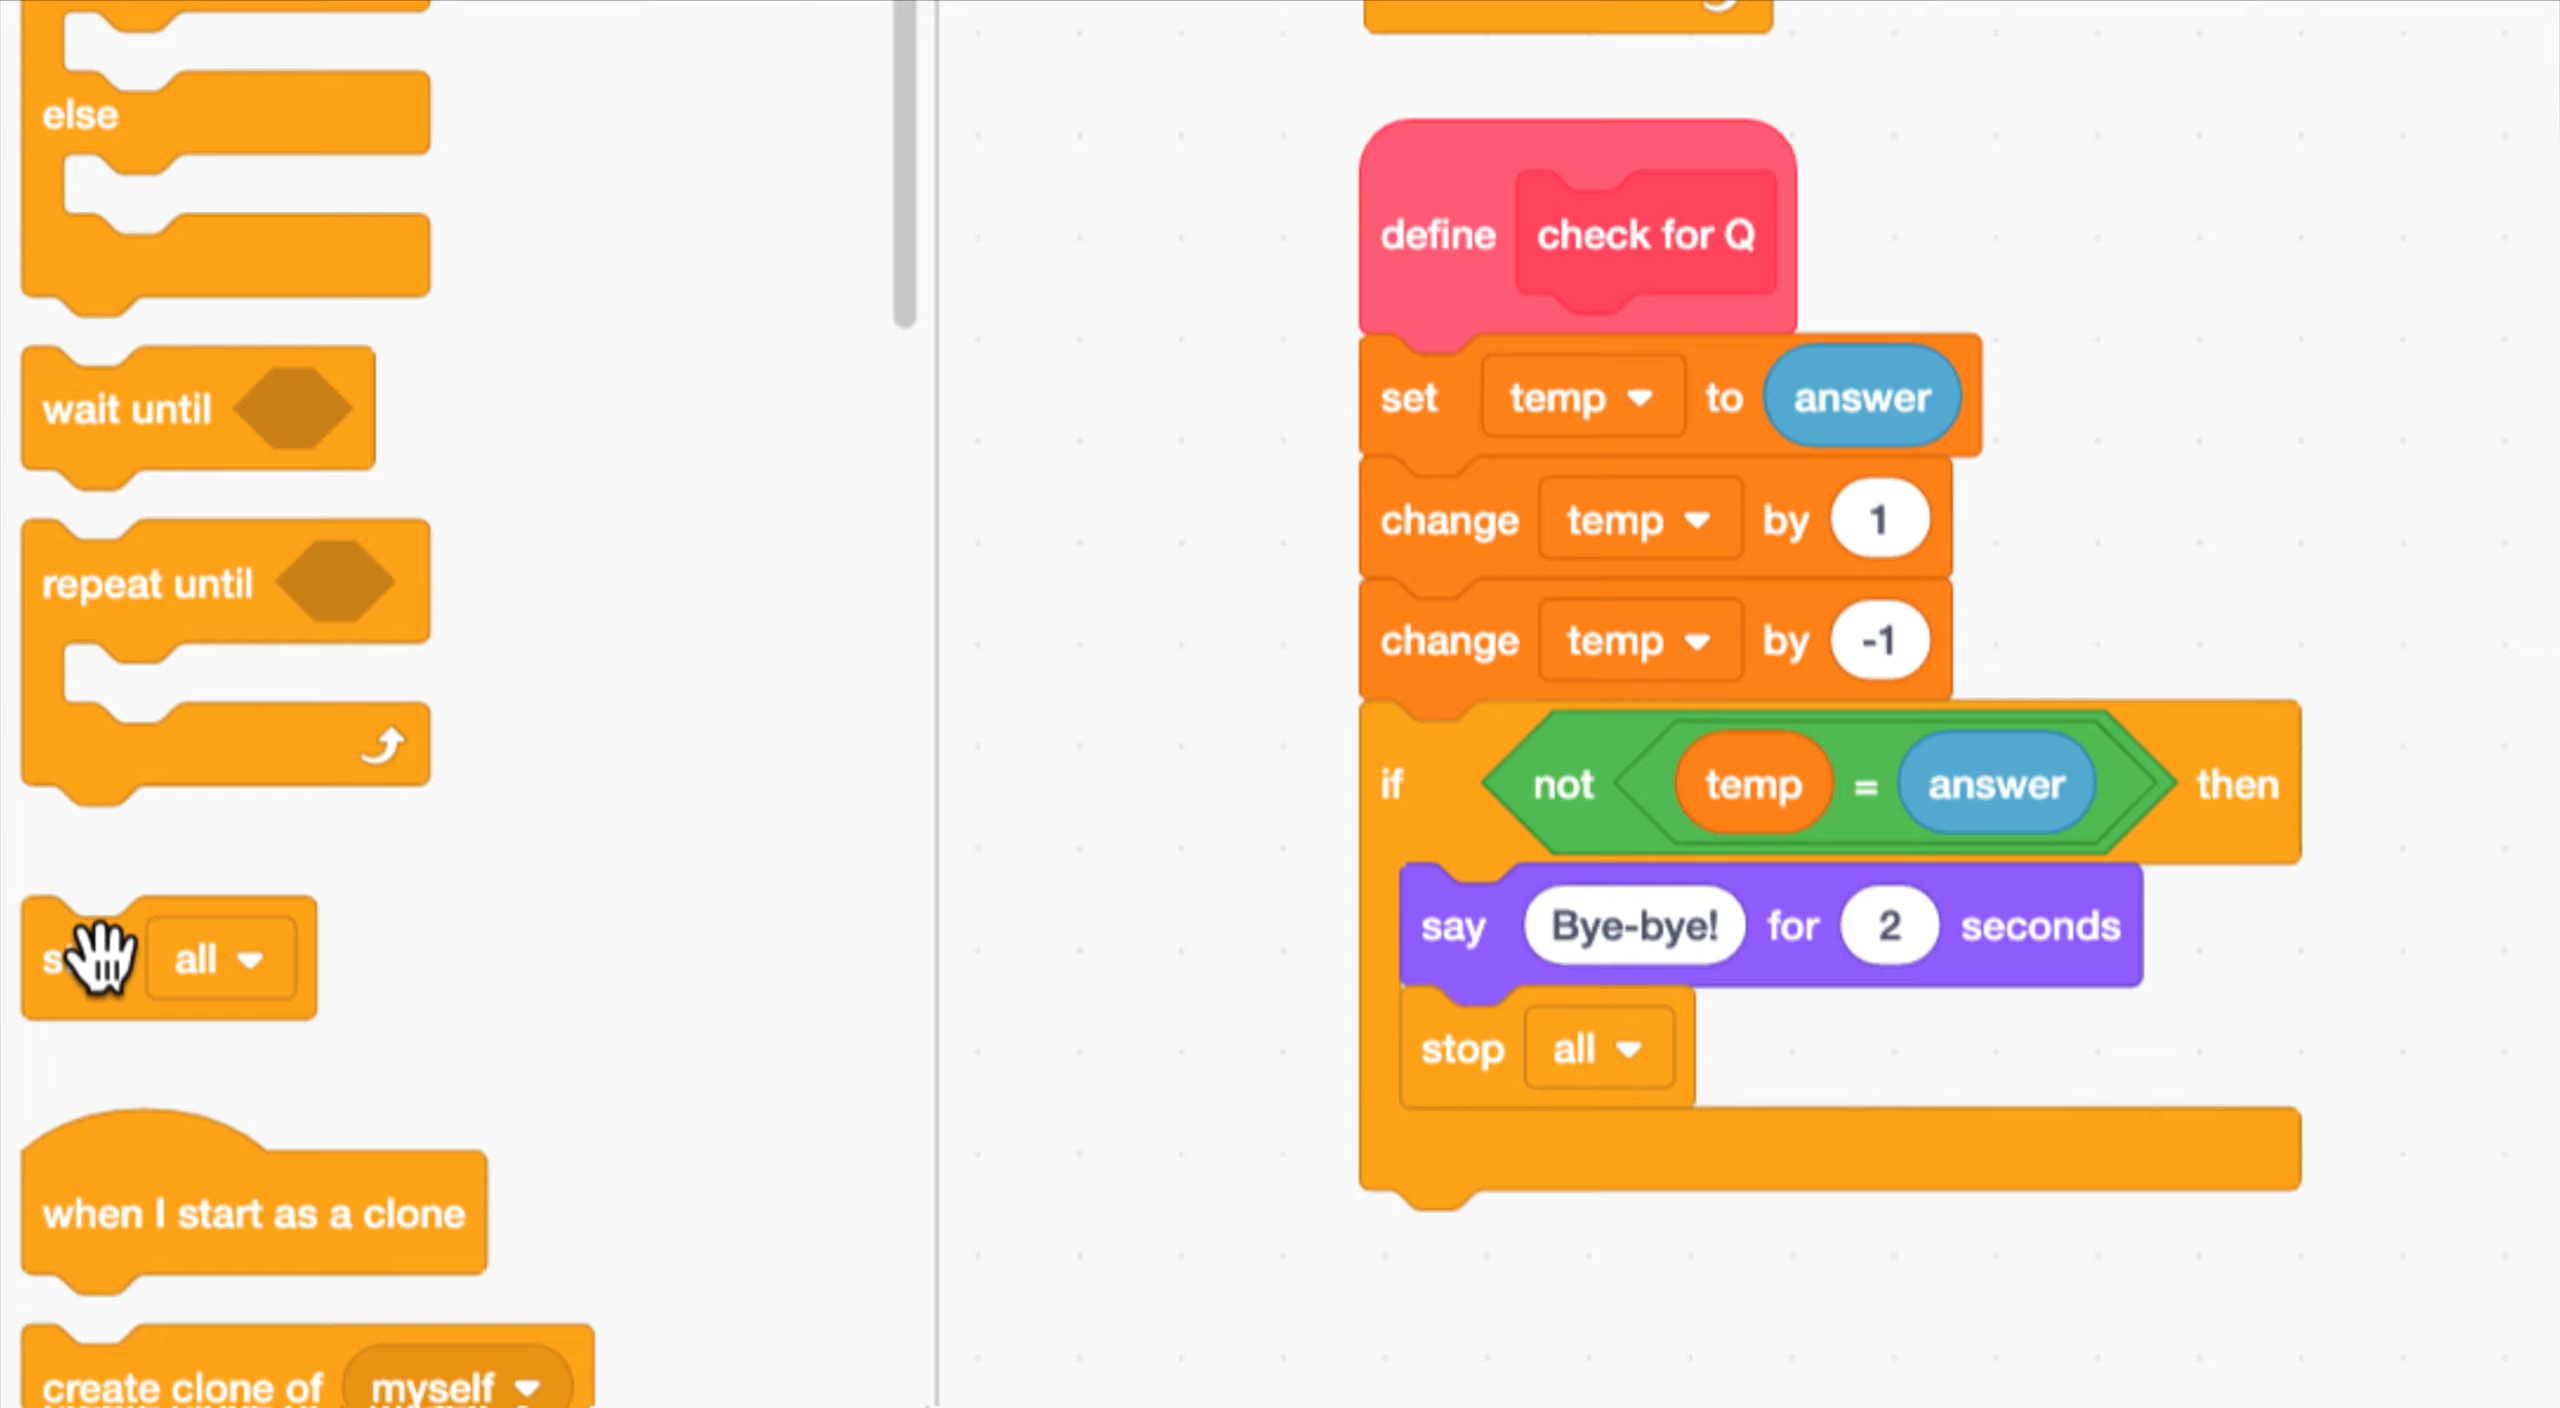 else
wait until
repeat until
all
when I start as a clone
create clone of myself
define check for Q
set temp to answer
change temp by 1
change temp by -1
if not temp = answer then
say Bye-bye! for 2 seconds
stop all